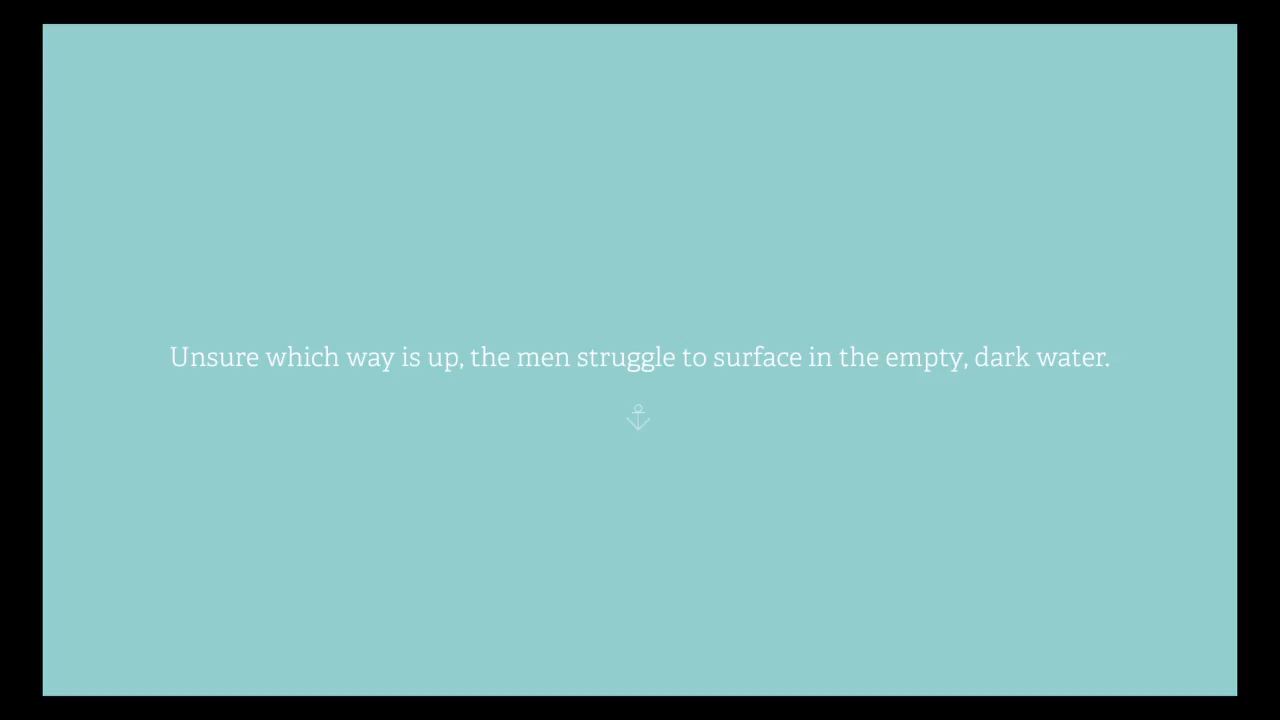 Unsure which way is up, the men struggle to surface in the empty, dark water.